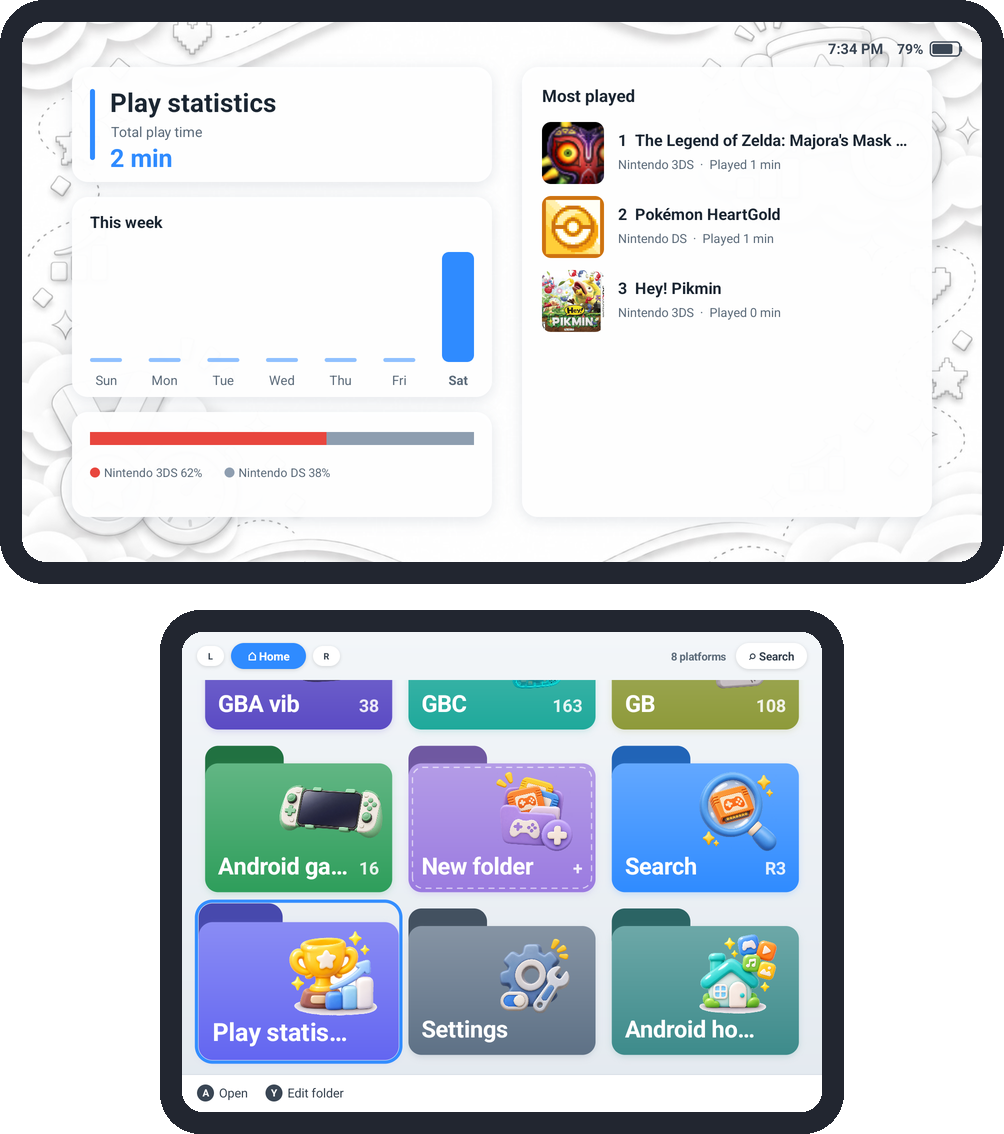 7:34 PM 79%
Play statistics
Total play time
2 min
This week
Sun Mon Tue Wed Thu Fri Sat
Nintendo 3DS 62% Nintendo DS 38%
Most played
1 The Legend of Zelda: Majora's Mask ...
Nintendo 3DS · Played 1 min
2 Pokémon HeartGold
Nintendo DS · Played 1 min
Hey!
PIKMIN
3 Hey! Pikmin
Nintendo 3DS · Played 0 min
L Home R 8 platforms Search
GBA vib 38 GBC 163 GB 108
Android ga... 16 New folder + Search R3
Play statis... Settings Android ho...
A Open Y Edit folder